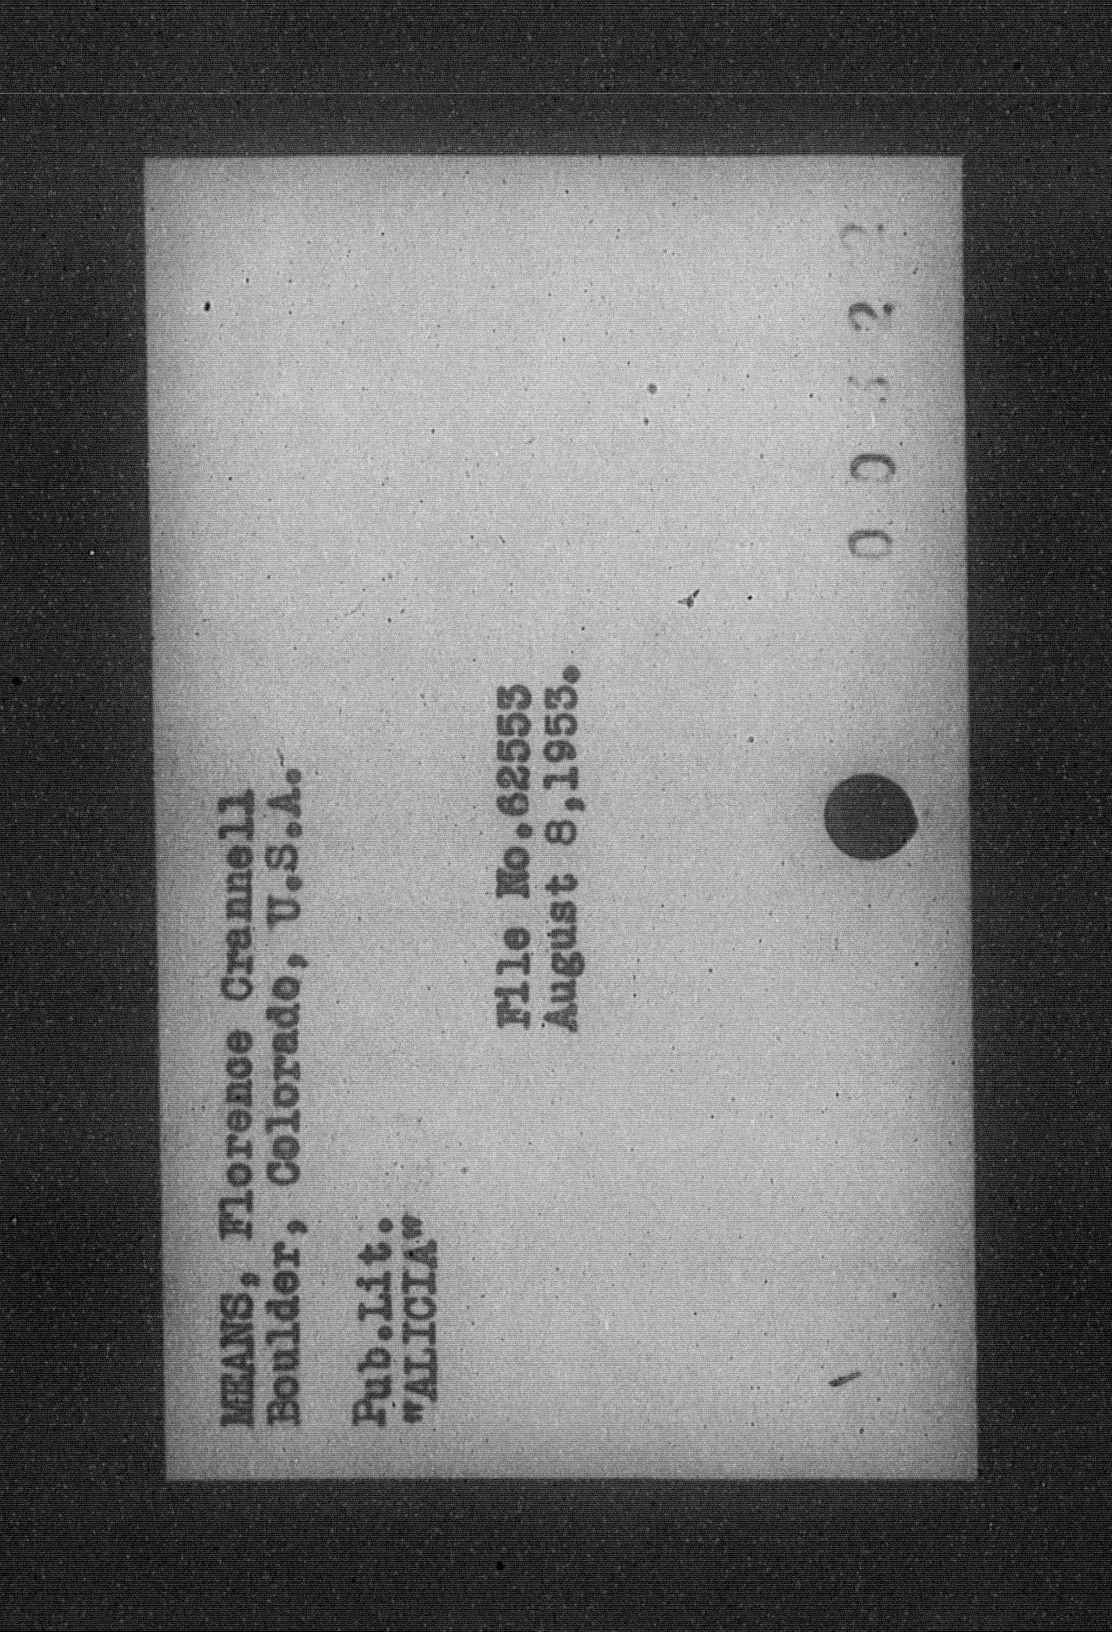 MEANS, Florence Crannell
Boulder, Colorado, U.S.A.
Pub.Lit.
"ALICIA"
File No.62553
August 8,1953.